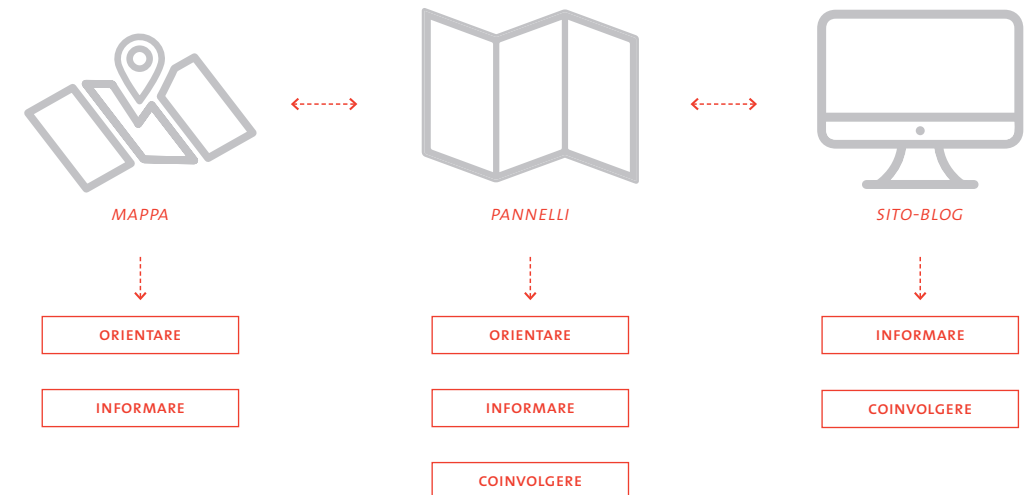 MAPPA
PANNELLI
SITO-BLOG
ORIENTARE
ORIENTARE
INFORMARE
INFORMARE
INFORMARE
COINVOLGERE
COINVOLGERE